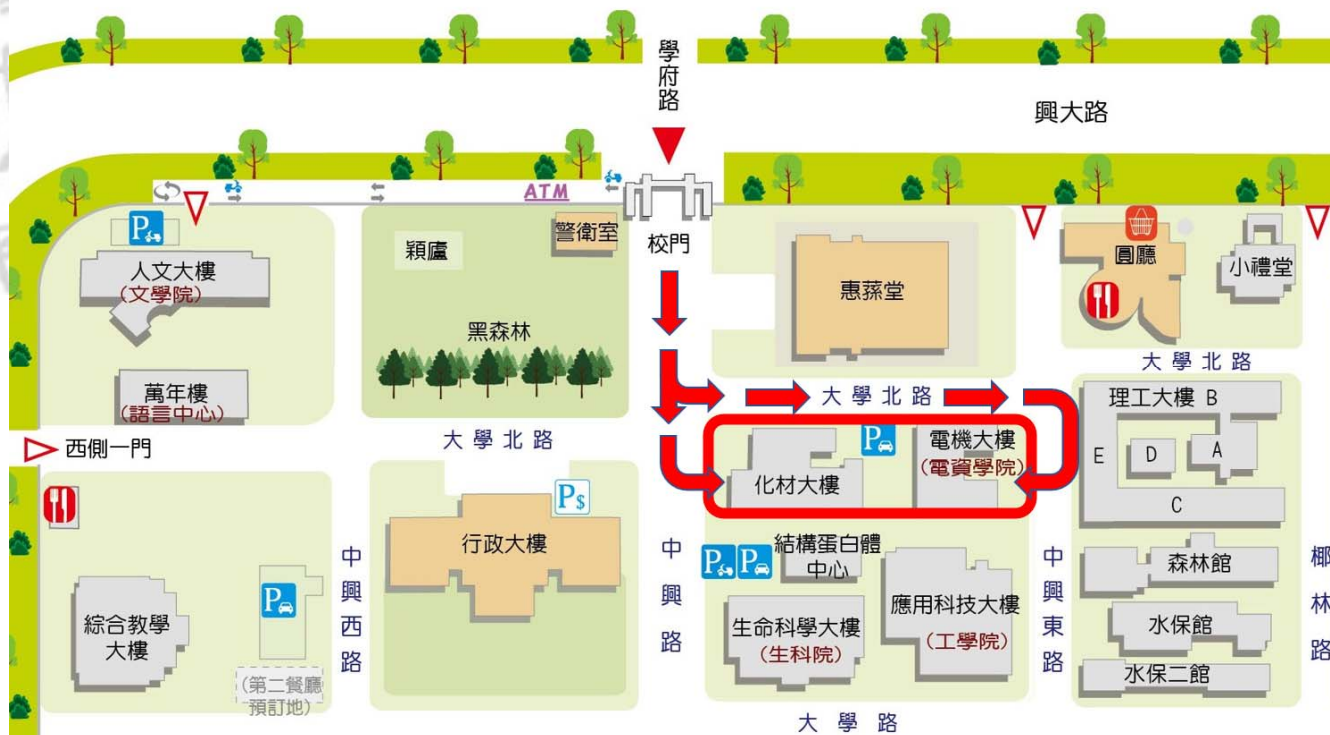 學府路
興大路
ATM
P
人文大樓
(文學院)
穎廬
警衛室
校門
惠蓀堂
圓廳
小禮堂
黑森林
萬年樓
(語言中心)
大學北路
大學北路
大學北路
西側一門
P
化材大樓
電機大樓
(電資學院)
理工大樓 B
E
D
A
C
P$
行政大樓
中興西路
中興路
中興東路
椰林路
P
綜合教學
大樓
(第二餐廳
預訂地)
P P
結構蛋白體
中心
生命科學大樓
(生科院)
應用科技大樓
(工學院)
森林館
水保館
水保二館
大學路